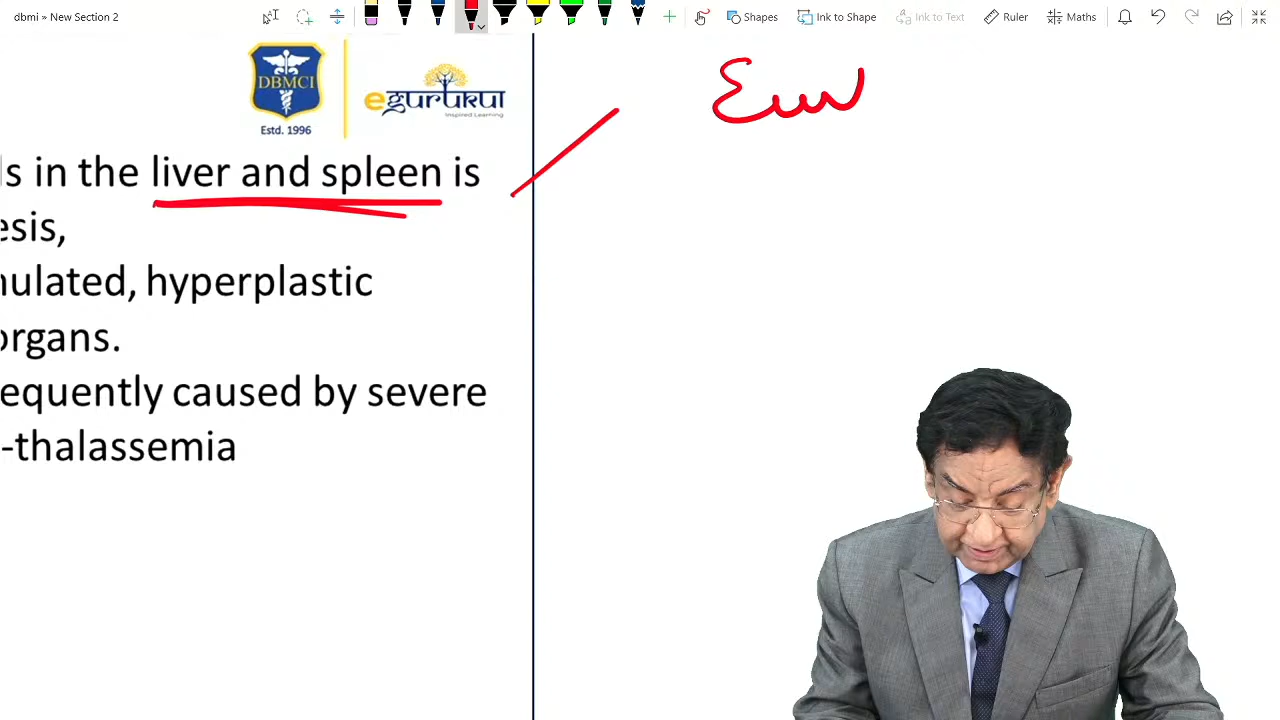 dbmi » New Section 2
Shapes
Ink to Shape
Ink to Text
Ruler
Maths
DBMCI
Estd. 1996
eGurukul
Inspired Learning
ls in the liver and spleen is
esis,
nulated, hyperplastic
organs.
equently caused by severe
-thalassemia